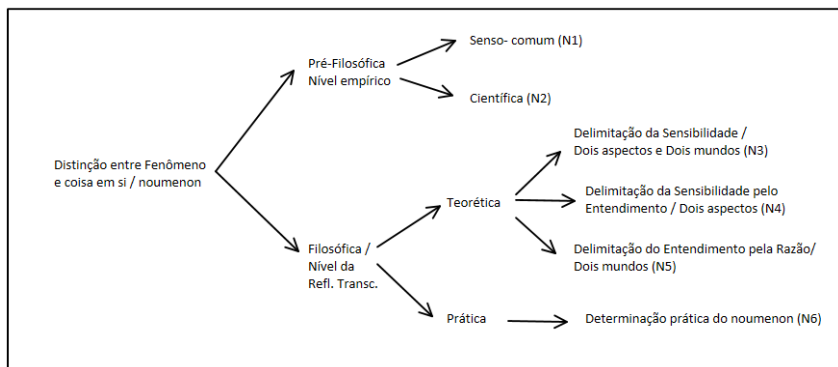 Senso- comum (N1)
Pré-Filosófica
Nível empírico
Científica (N2)
Delimitação da Sensibilidade /
Dois aspectos e Dois mundos (N3)
Distinção entre Fenômeno
e coisa em si / noumenon
Teorética
Delimitação da Sensibilidade pelo
Entendimento / Dois aspectos (N4)
Filosófica /
Nível da
Refl. Transc.
Delimitação do Entendimento pela Razão/
Dois mundos (N5)
Prática
Determinação prática do noumenon (N6)